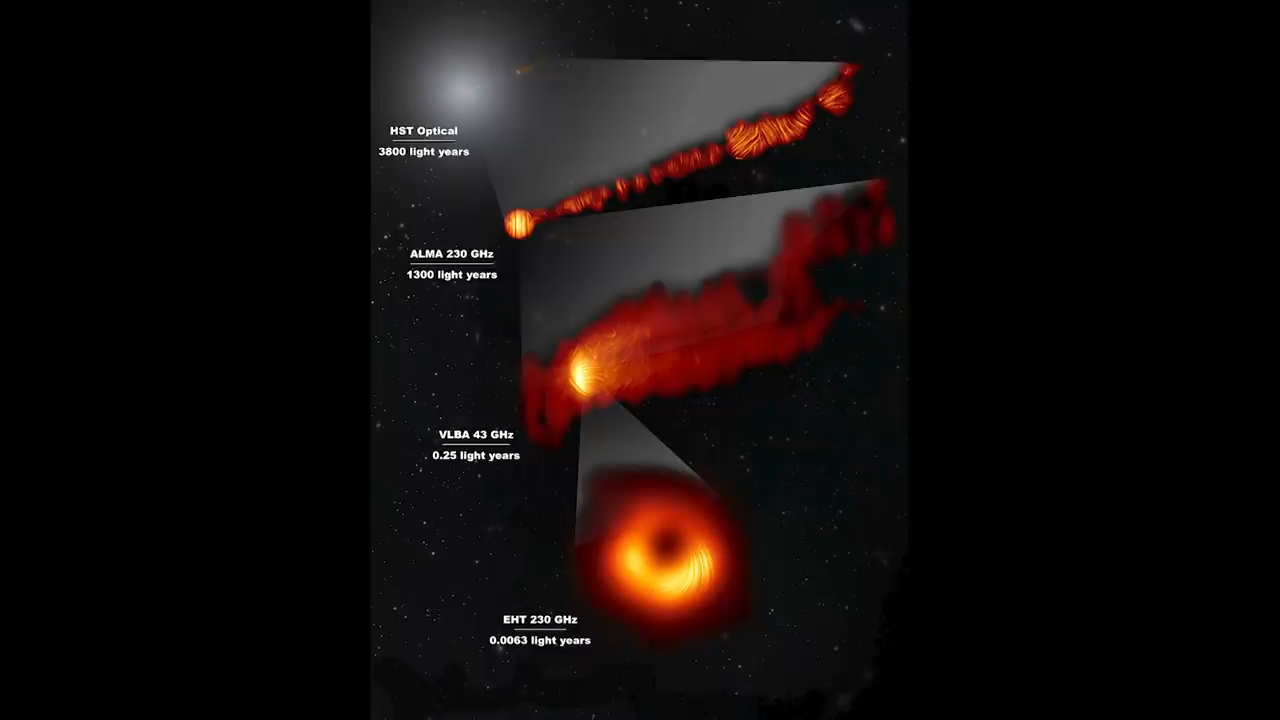 HST Optical
3800 light years
ALMA 230 GHz
1300 light years
VLBA 43 GHz
0.25 light years
EHT 230 GHz
0.0063 light years